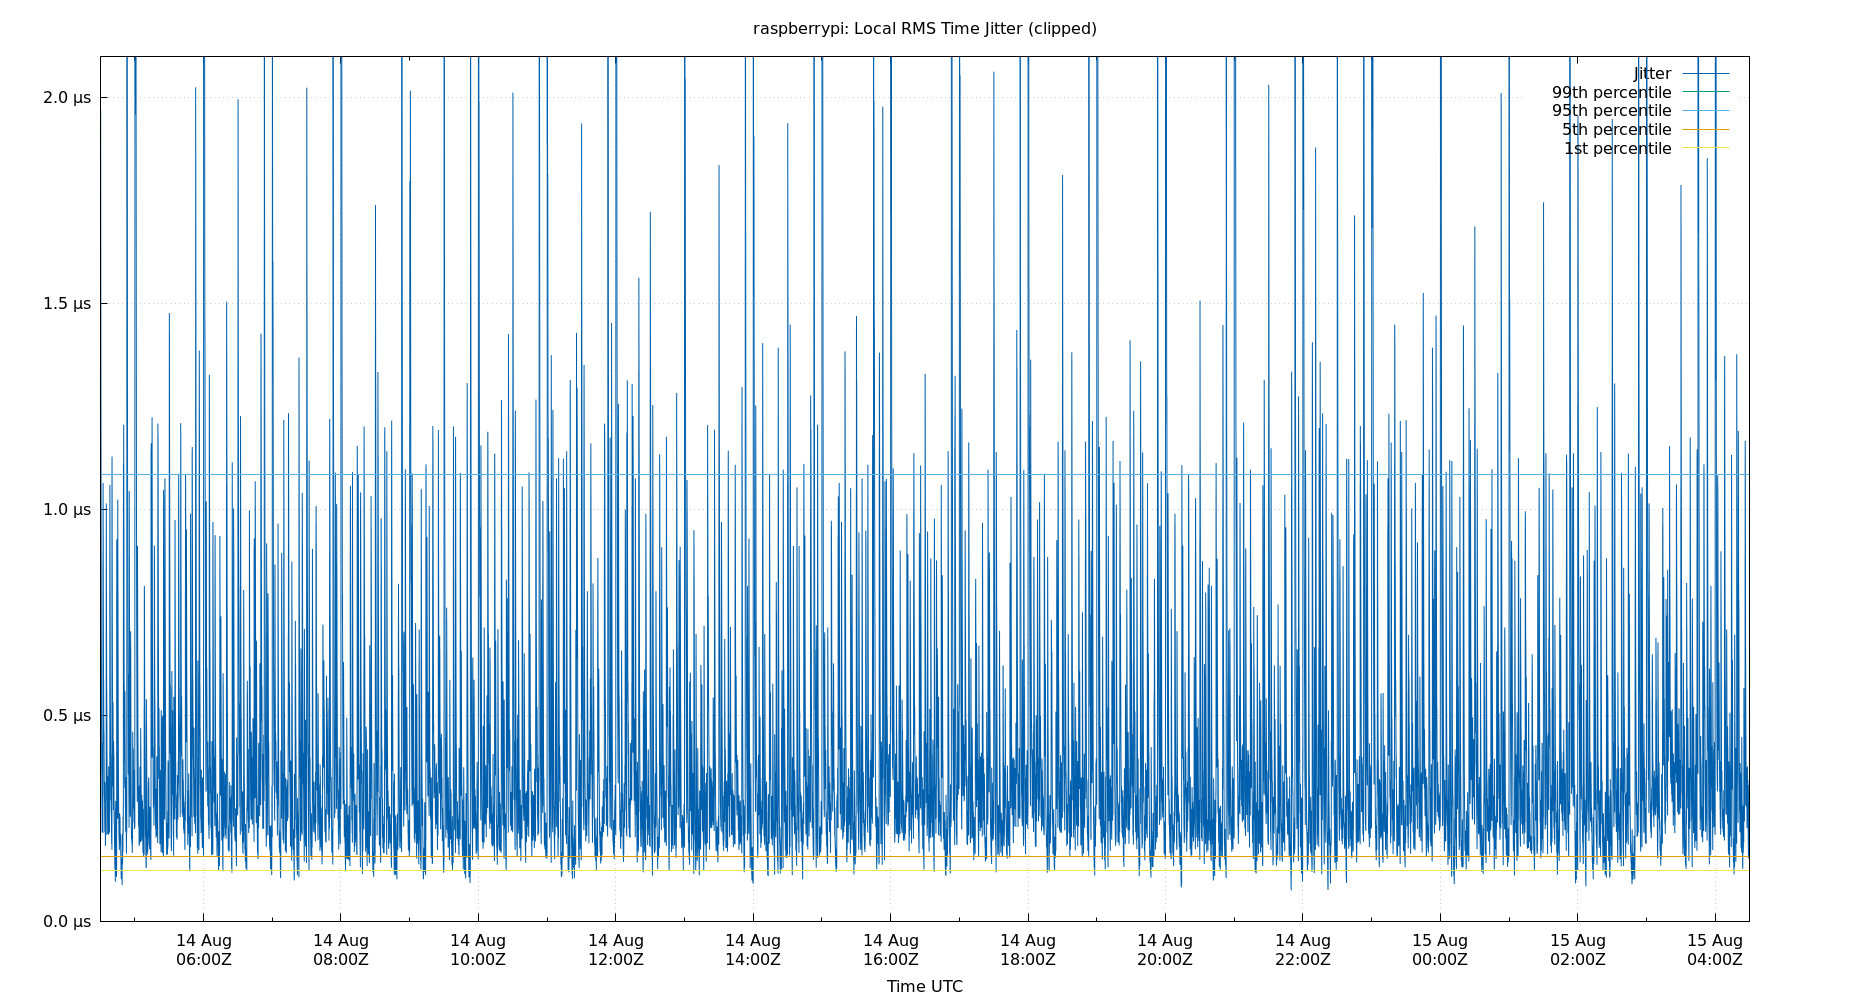 raspberrypi: Local RMS Time Jitter (clipped)
Jitter
99th percentile
95th percentile
5th percentile
1st percentile
2.0 µs
1.5 µs
1.0 µs
0.5 µs
0.0 µs
14 Aug 14 Aug 14 Aug 14 Aug 14 Aug 14 Aug 14 Aug 14 Aug 14 Aug 15 Aug 15 Aug 15 Aug
06:00Z 08:00Z 10:00Z 12:00Z 14:00Z 16:00Z 18:00Z 20:00Z 22:00Z 00:00Z 02:00Z 04:00Z
Time UTC